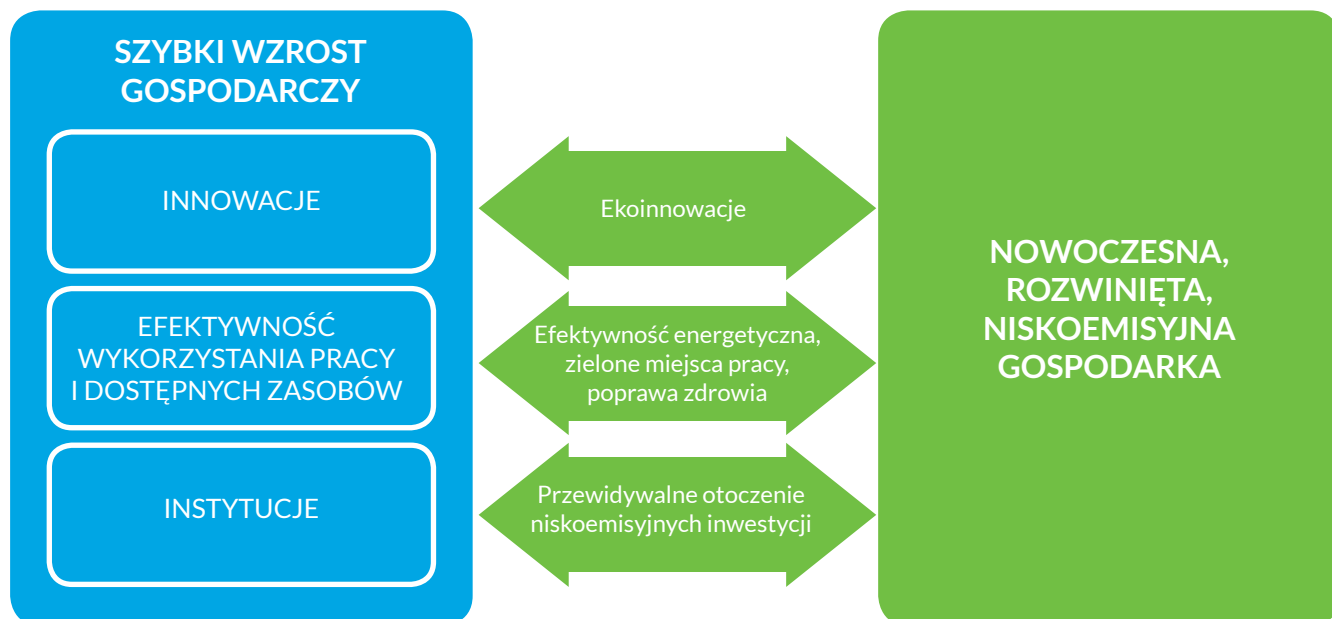 SZYBKI WZROST
GOSPODARCZY
INNOWACJE
EFEKTYWNOŚĆ
WYKORZYSTANIA PRACY
I DOSTĘPNYCH ZASOBÓW
INSTYTUCJE
Ekoinnowacje
Efektywność energetyczna,
zielone miejsca pracy,
poprawa zdrowia
Przewidywalne otoczenie
niskoemisyjnych inwestycji
NOWOCZESNA,
ROZWINIĘTA,
NISKOEMISYJNA
GOSPODARKA